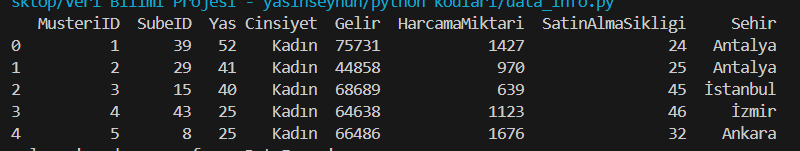 sktop/Veri Bilimi Projesi - yasinseyhun/python kodlari/data_info.py
MusteriID SubeID Yas Cinsiyet Gelir HarcamaMiktari SatinAlmaSikligi Sehir
0 1 39 52 Kadın 75731 1427 24 Antalya
1 2 29 41 Kadın 44858 970 25 Antalya
2 3 15 40 Kadın 68689 639 45 İstanbul
3 4 43 25 Kadın 64638 1123 46 İzmir
4 5 8 25 Kadın 66486 1676 32 Ankara